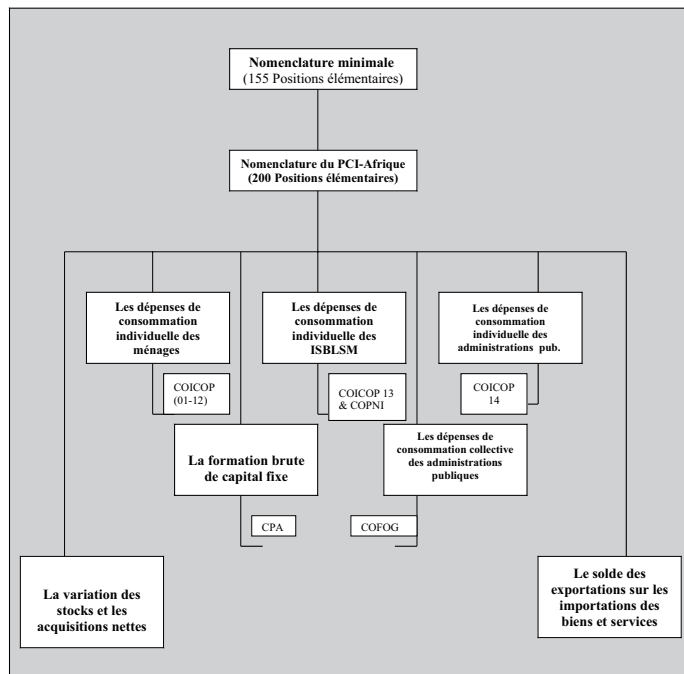 Nomenclature minimale
(155 Positions élémentaires)
Nomenclature du PCI-Afrique
(200 Positions élémentaires)
Les dépenses de
consommation
individuelle des
ménages
Les dépenses de
consommation
individuelle des
ISBLSM
Les dépenses de
consommation
individuelle des
administrations pub.
COICOP
(01-12)
COICOP 13
& COPNI
COICOP
14
La formation brute
de capital fixe
Les dépenses de
consommation collective
des administrations
publiques
CPA
COFOG
La variation des
stocks et les
acquisitions nettes
Le solde des
exportations sur les
importations des
biens et services